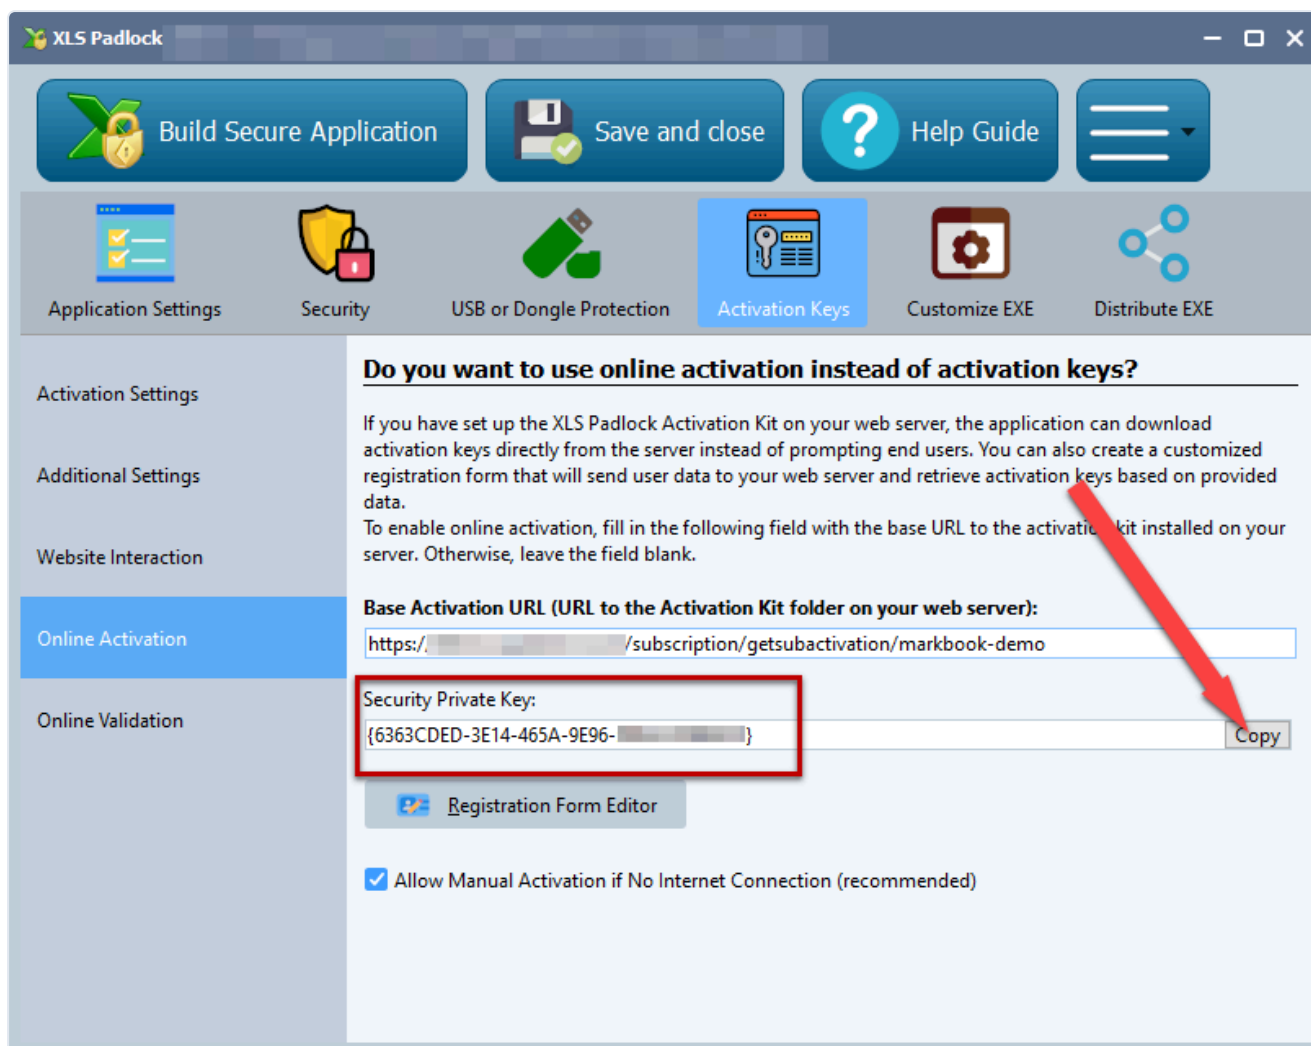 XLS Padlock
Build Secure Application
Save and close
Help Guide
Application Settings
Security
USB or Dongle Protection
Activation Keys
Customize EXE
Distribute EXE
Activation Settings
Additional Settings
Website Interaction
Online Activation
Online Validation
Do you want to use online activation instead of activation keys?
If you have set up the XLS Padlock Activation Kit on your web server, the application can download
activation keys directly from the server instead of prompting end users. You can also create a customized
registration form that will send user data to your web server and retrieve activation keys based on provided
data.
To enable online activation, fill in the following field with the base URL to the activation kit installed on your
server. Otherwise, leave the field blank.
Base Activation URL (URL to the Activation Kit folder on your web server):
https:// /subscription/getsubactivation/markbook-demo
Security Private Key:
{6363CDED-3E14-465A-9E96- }
Copy
Registration Form Editor
Allow Manual Activation if No Internet Connection (recommended)